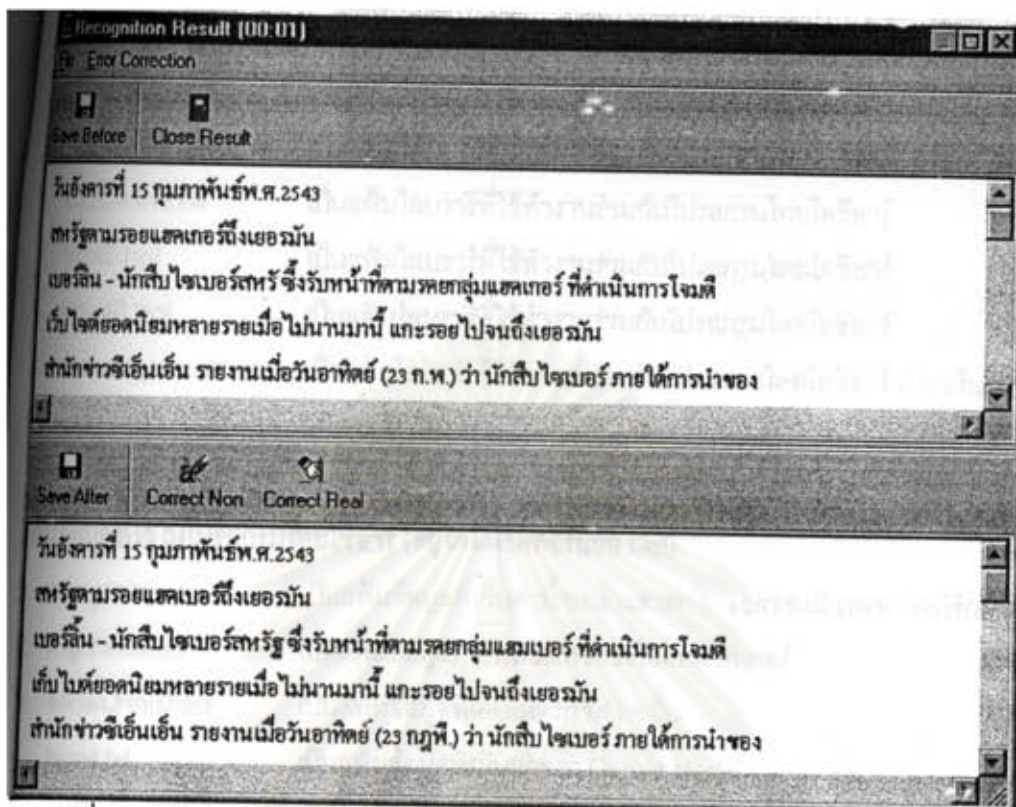 Recognition Result (00:01)
Error Correction
Save Before Close Result
วันอังคารที่ 15 กุมภาพันธ์พ.ศ.2543
สหรัฐตามรอยแฮคเกอร์ถึงเยอรมัน
เบอร์ลิน - นักสืบไซเบอร์สหรั ซึ่งรับหน้าที่ตามรคยกลุ่มแฮคเกอร์ ที่ดำเนินการโจมตี
เว็บไจต์ยอดนิยมหลายรายเมื่อไม่นานมานี้ แกะรอยไปจนถึงเยอรมัน
สำนักข่าวซีเอ็นเอ็น รายงานเมื่อวันอาทิตย์ (23 ก.พ.) ว่า นักสืบไซเบอร์ ภายใต้การนำของ
Save After Correct Non Correct Real
วันอังคารที่ 15 กุมภาพันธ์พ.ศ.2543
สหรัฐตามรอยแฮคเบอร์ถึงเยอรมัน
เบอร์ลิ้น - นักสืบไซเบอร์สหรัฐ ซึ่งรับหน้าที่ตามรคยกลุ่มแฮมเบอร์ ที่ดำเนินการโจมตี
เก็บไบต์ยอดนิยมหลายรายเมื่อไม่นานมานี้ แกะรอยไปจนถึงเยอรมัน
สำนักข่าวซีเอ็นเอ็น รายงานเมื่อวันอาทิตย์ (23 กฎพี.) ว่า นักสืบไซเบอร์ ภายใต้การนำของ